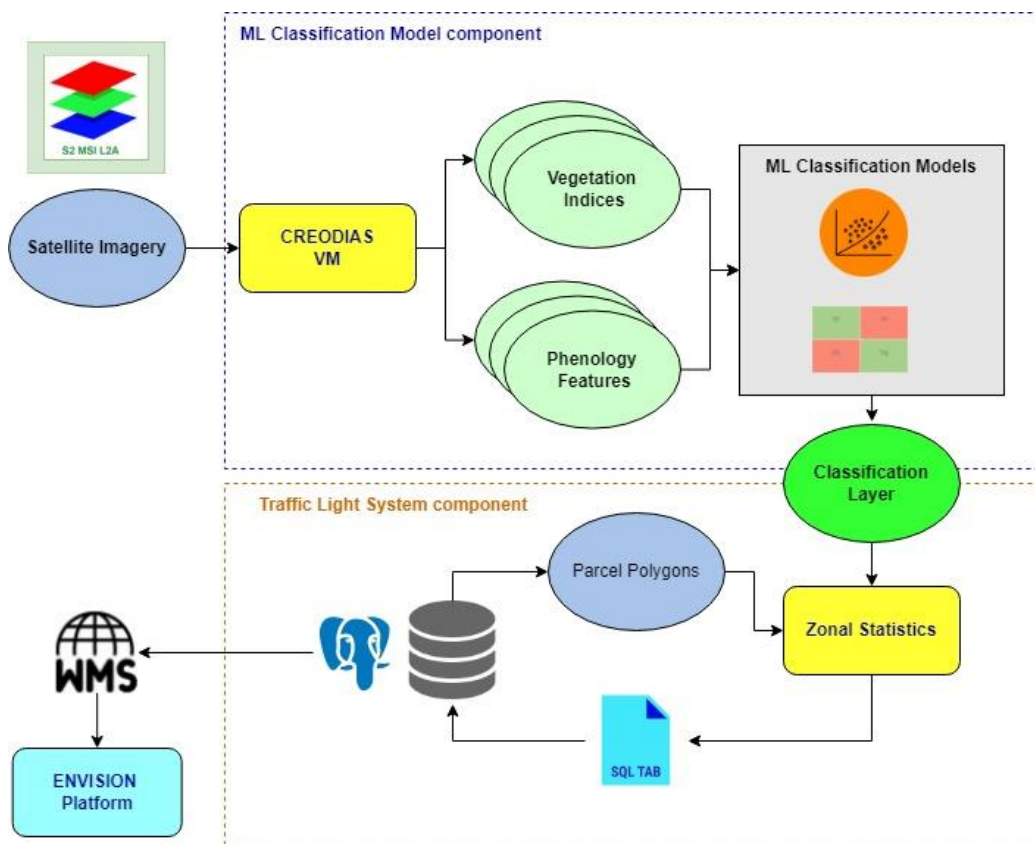 ML Classification Model component
S2 MSI L2A
Satellite Imagery
CREODIAS
VM
Vegetation
Indices
Phenology
Features
ML Classification Models
Classification
Layer
Traffic Light System component
Parcel Polygons
Zonal Statistics
SQL TAB
WMS
ENVISION
Platform